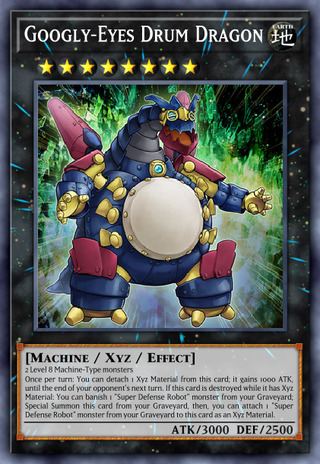 Googly-Eyes Drum Dragon
EARTH
地
[Machine / Xyz / Effect]
2 Level 8 Machine-Type monsters
Once per turn: You can detach 1 Xyz Material from this card; it gains 1000 ATK,
until the end of your opponent's next turn. If this card is destroyed while it has Xyz
Material: You can banish 1 "Super Defense Robot" monster from your Graveyard;
Special Summon this card from your Graveyard, then, you can attach 1 "Super
Defense Robot" monster from your Graveyard to this card as an Xyz Material.
ATK/3000 DEF/2500